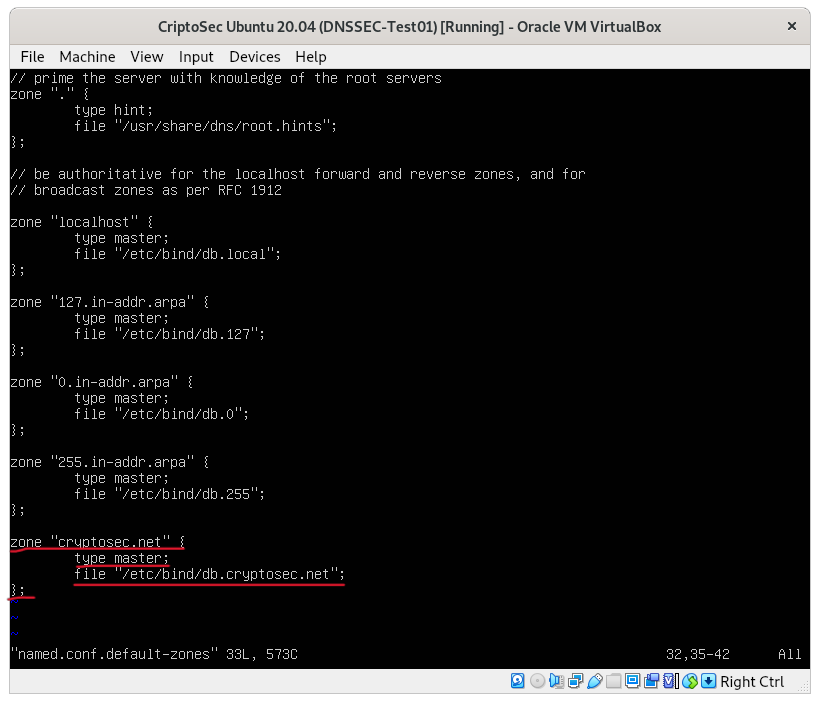 CriptoSec Ubuntu 20.04 (DNSSEC-Test01) [Running] - Oracle VM VirtualBox
File Machine View Input Devices Help
// prime the server with knowledge of the root servers
zone "." {
        type hint;
        file "/usr/share/dns/root.hints";
};
// be authoritative for the localhost forward and reverse zones, and for
// broadcast zones as per RFC 1912
zone "localhost" {
        type master;
        file "/etc/bind/db.local";
};
zone "127.in-addr.arpa" {
        type master;
        file "/etc/bind/db.127";
};
zone "0.in-addr.arpa" {
        type master;
        file "/etc/bind/db.0";
};
zone "255.in-addr.arpa" {
        type master;
        file "/etc/bind/db.255";
};
zone "cryptosec.net" {
        type master;
        file "/etc/bind/db.cryptosec.net";
};
~
~
~
"named.conf.default-zones" 33L, 573C 32,35-42 All
Right Ctrl